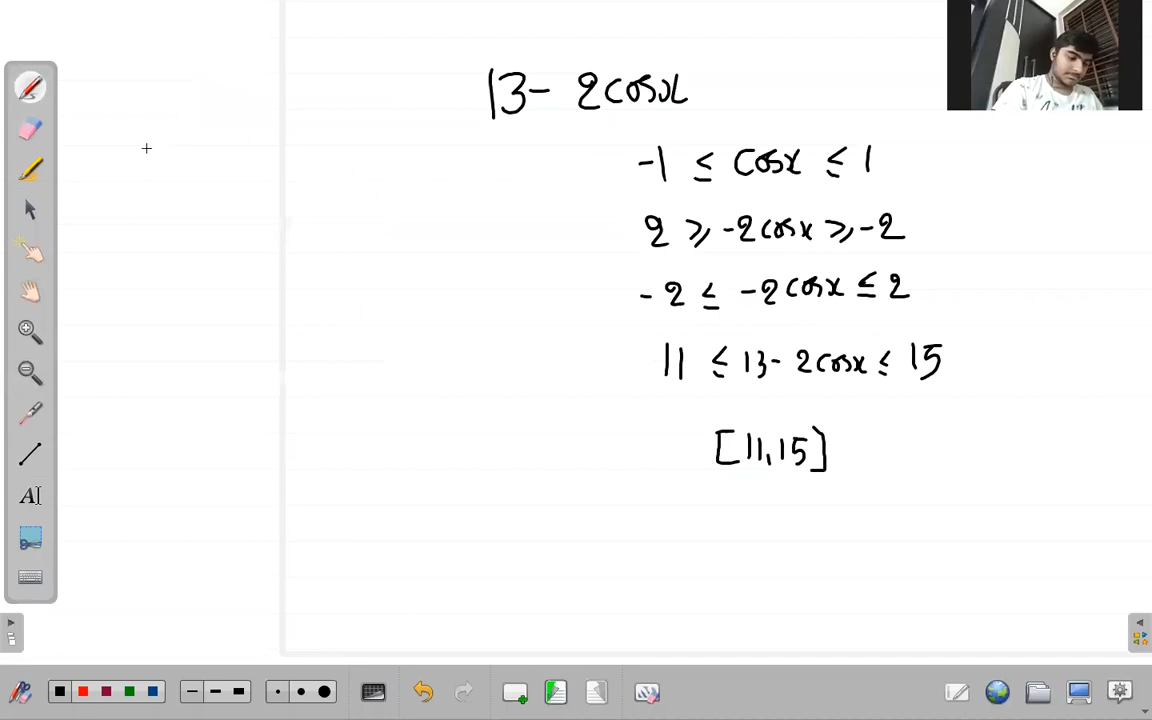 13 - 2cosx
-1 ≤ cosx ≤ 1
2 ≥ -2cosx ≥ -2
-2 ≤ -2cosx ≤ 2
11 ≤ 13 - 2cosx ≤ 15
[11,15]